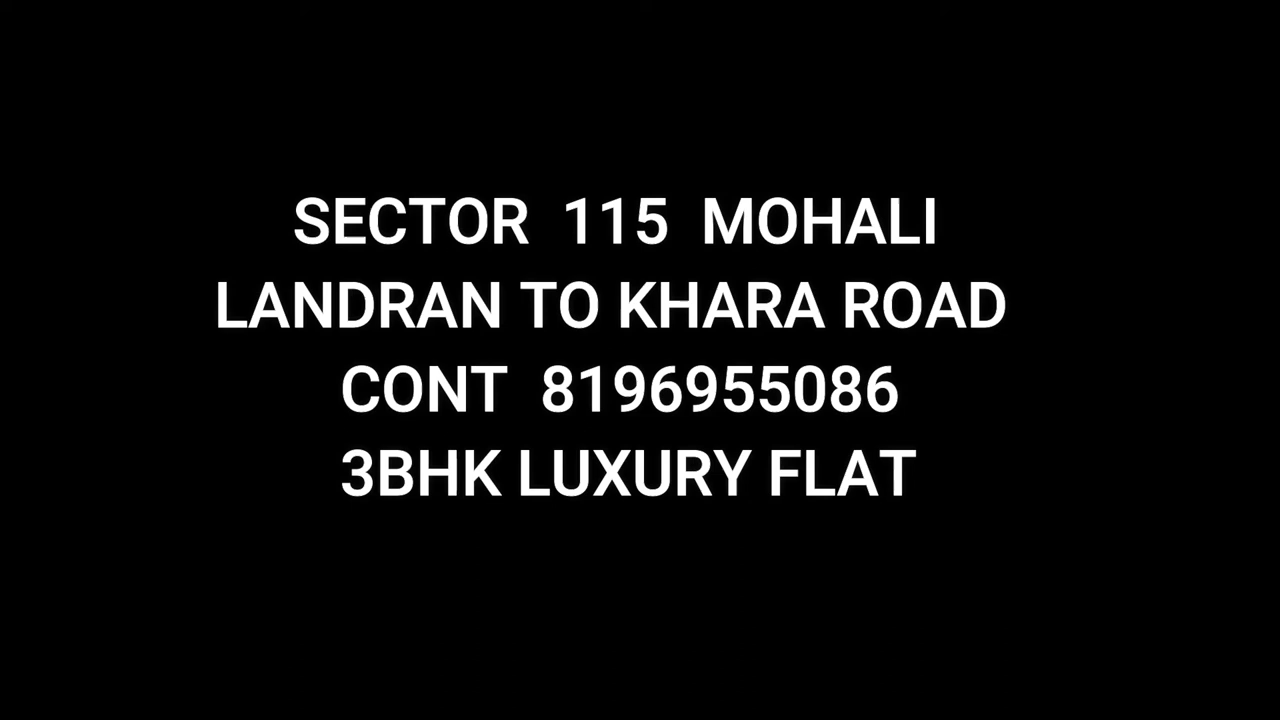 SECTOR 115 MOHALI
LANDRAN TO KHARA ROAD
CONT 8196955086
3BHK LUXURY FLAT